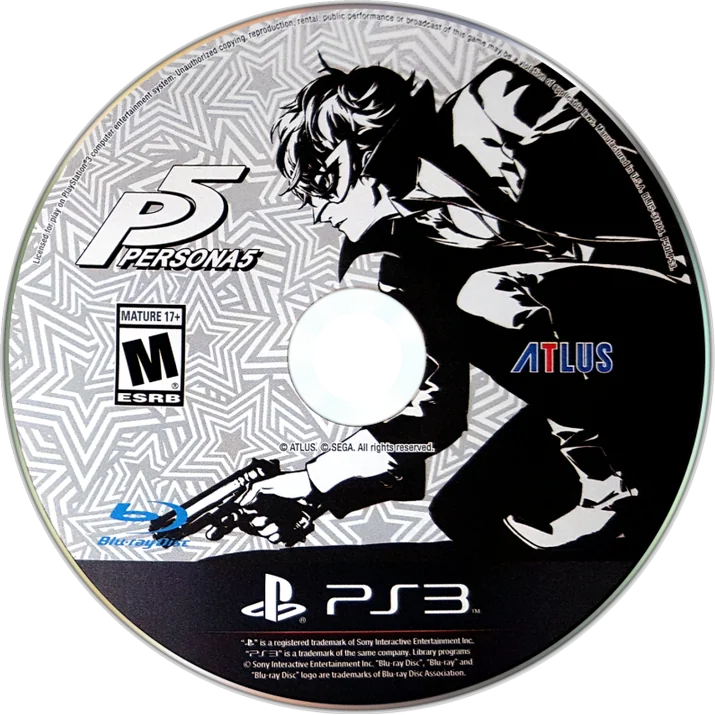 Licensed for play on PlayStation®3 computer entertainment system. Unauthorized copying, reproduction, rental, public performance or broadcast of this game may be a violation of applicable laws. Manufactured in U.S.A.
P5
PERSONA5
MATURE 17+
M
®
ESRB
ATLUS
© ATLUS. © SEGA. All rights reserved.
Blu-ray Disc
PS3
"PS" is a registered trademark of Sony Interactive Entertainment Inc.
"PS3" is a trademark of the same company. Library programs
© Sony Interactive Entertainment Inc. "Blu-ray Disc", "Blu-ray" and
"Blu-ray Disc" logo are trademarks of Blu-ray Disc Association.